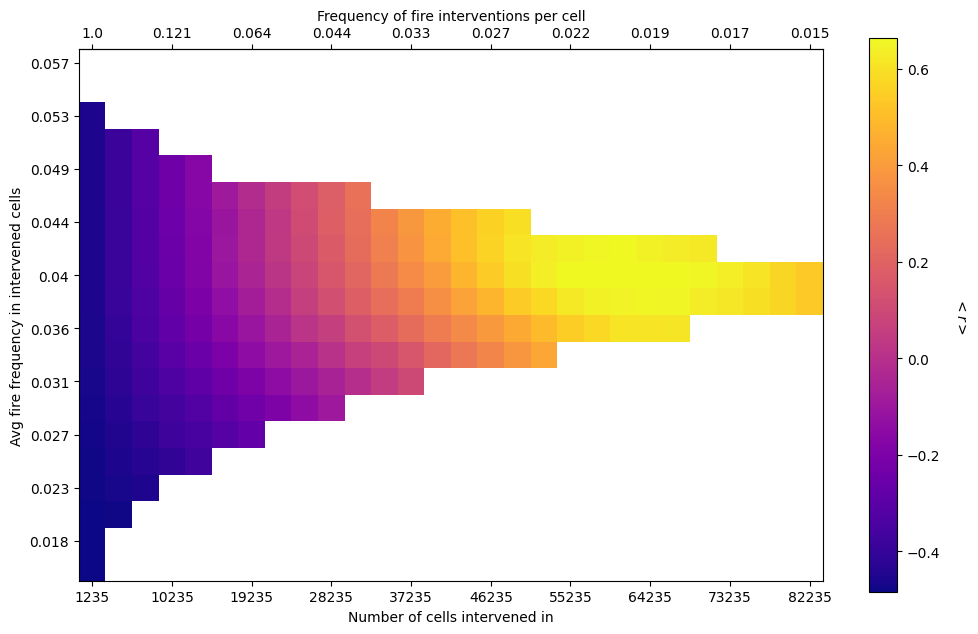 Frequency of fire interventions per cell
1.0 0.121 0.064 0.044 0.033 0.027 0.022 0.019 0.017 0.015
0.057
0.053
0.049
0.044
0.04
0.036
0.031
0.027
0.023
0.018
Avg fire frequency in intervened cells
1235 10235 19235 28235 37235 46235 55235 64235 73235 82235
Number of cells intervened in
0.6
0.4
0.2
0.0
−0.2
−0.4
< r >